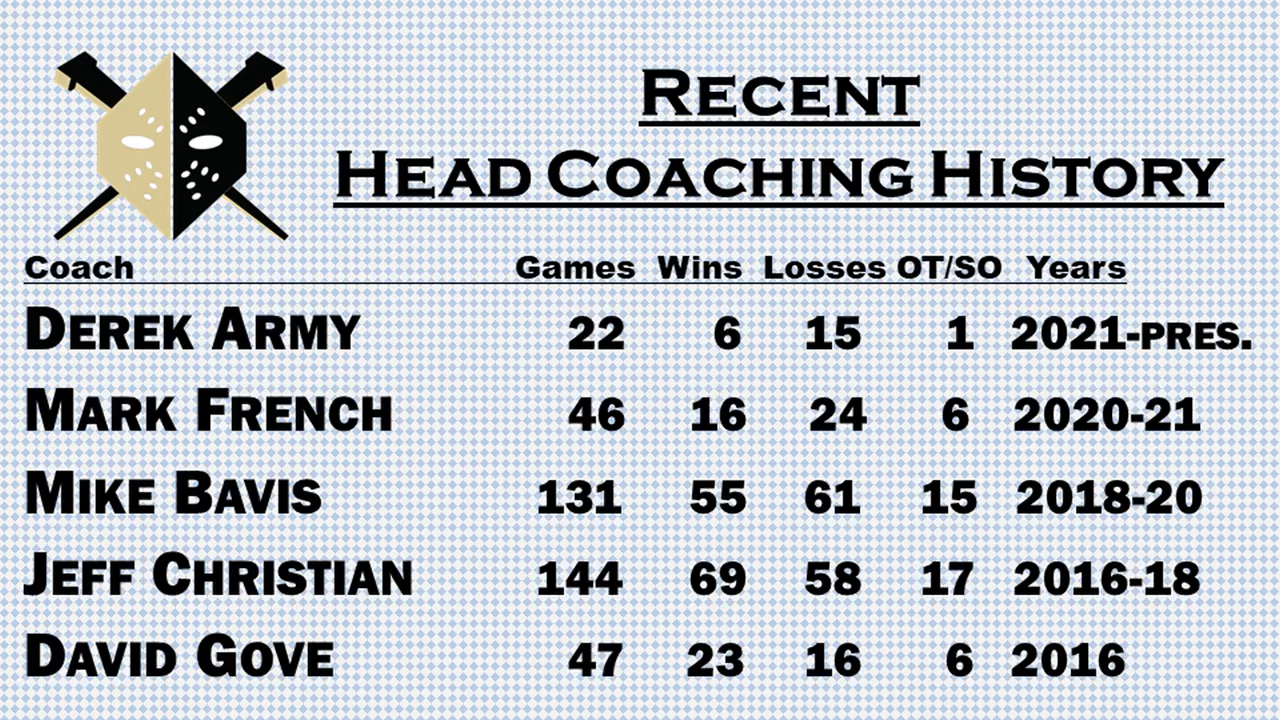 Recent
Head Coaching History
Coach Games Wins Losses OT/SO Years
Derek Army 22 6 15 1 2021-pres.
Mark French 46 16 24 6 2020-21
Mike Bavis 131 55 61 15 2018-20
Jeff Christian 144 69 58 17 2016-18
David Gove 47 23 16 6 2016